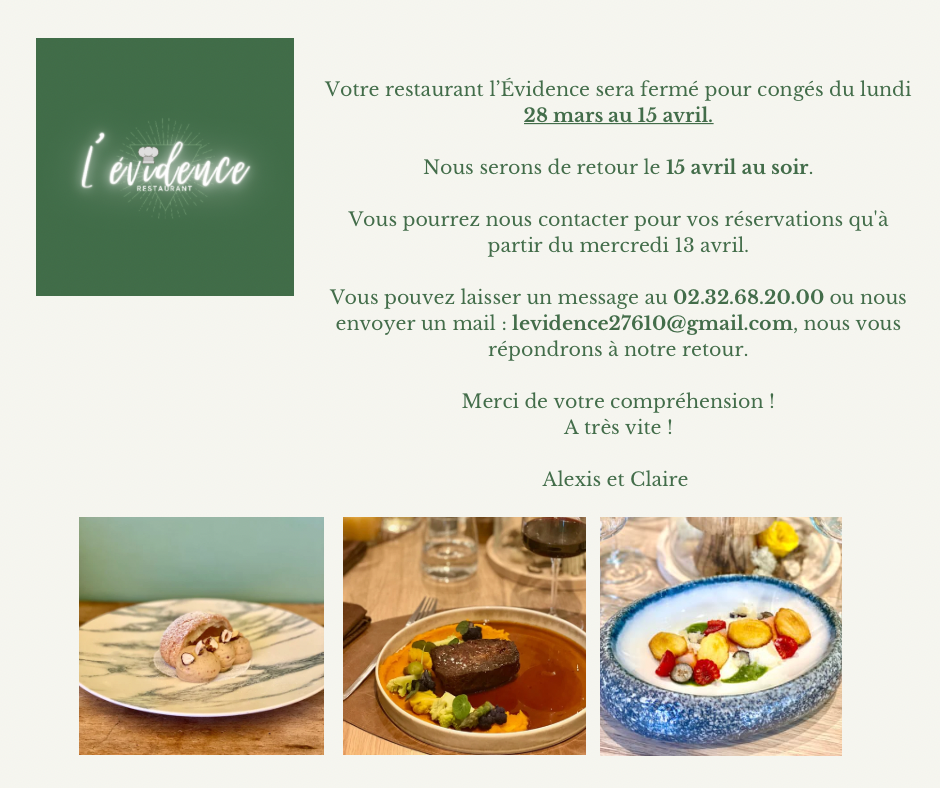 L'évidence
RESTAURANT
Votre restaurant l’Évidence sera fermé pour congés du lundi
28 mars au 15 avril.
Nous serons de retour le 15 avril au soir.
Vous pourrez nous contacter pour vos réservations qu'à
partir du mercredi 13 avril.
Vous pouvez laisser un message au 02.32.68.20.00 ou nous
envoyer un mail : levidence27610@gmail.com, nous vous
répondrons à notre retour.
Merci de votre compréhension !
A très vite !
Alexis et Claire